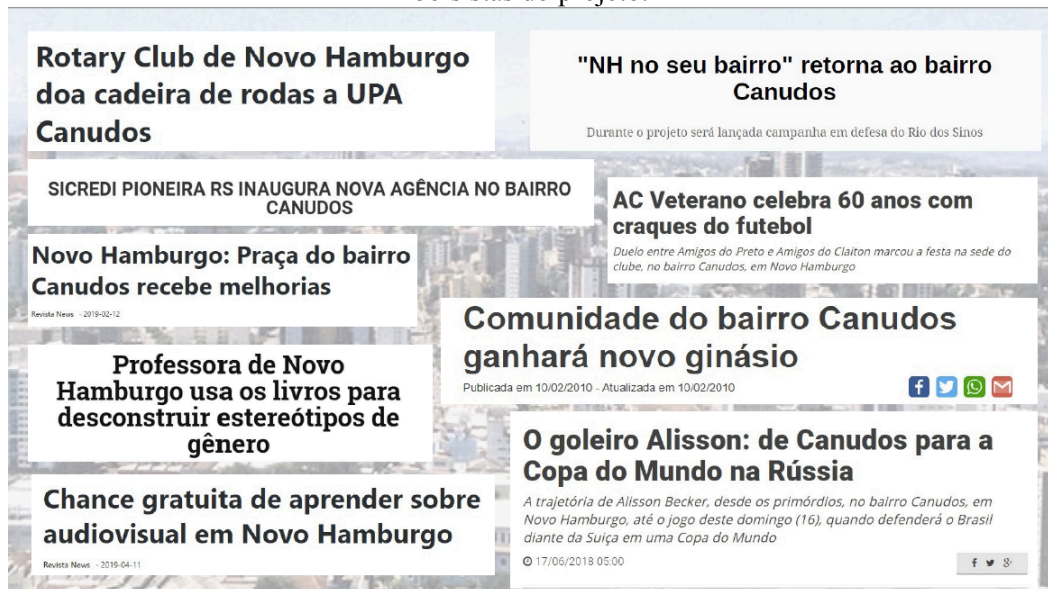 Rotary Club de Novo Hamburgo
doa cadeira de rodas a UPA
Canudos
"NH no seu bairro" retorna ao bairro
Canudos
Durante o projeto será lançada campanha em defesa do Rio dos Sinos
SICREDI PIONEIRA RS INAUGURA NOVA AGÊNCIA NO BAIRRO
CANUDOS
AC Veterano celebra 60 anos com
craques do futebol
Duelo entre Amigos do Preto e Amigos do Claiton marcou a festa na sede do
clube, no bairro Canudos, em Novo Hamburgo
Novo Hamburgo: Praça do bairro
Canudos recebe melhorias
Revista News - 2019-02-12
Comunidade do bairro Canudos
ganhará novo ginásio
Publicada em 10/02/2010 - Atualizada em 10/02/2010
Professora de Novo
Hamburgo usa os livros para
desconstruir estereótipos de
gênero
O goleiro Alisson: de Canudos para a
Copa do Mundo na Rússia
A trajetória de Alisson Becker, desde os primórdios, no bairro Canudos, em
Novo Hamburgo, até o jogo deste domingo (16), quando defenderá o Brasil
diante da Suiça em uma Copa do Mundo
17/06/2018 05:00
Chance gratuita de aprender sobre
audiovisual em Novo Hamburgo
Revista News - 2019-04-11